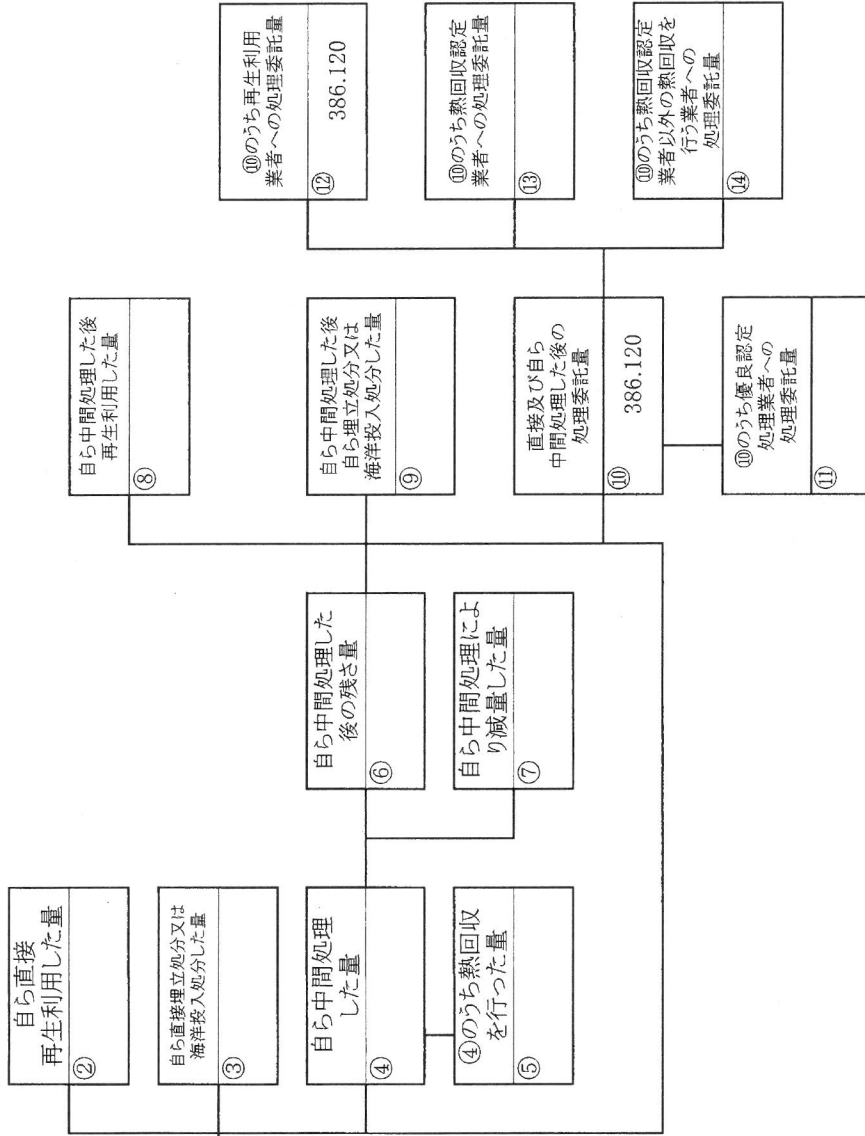 自ら直接
再生利用した量
②
自ら直接埋立処分又は
海洋投入処分した量
③
自ら中間処理
した量
④
④のうち熱回収
を行った量
⑤
自ら中間処理した
後の残さ量
⑥
自ら中間処理によ
り減量した量
⑦
自ら中間処理した後
再生利用した量
⑧
自ら中間処理した後
自ら埋立処分又は
海洋投入処分した量
⑨
直接及び自ら
中間処理した後の
処理委託量
⑩
386.120
⑩のうち優良認定
処理業者への
処理委託量
⑪
⑩のうち再生利用
業者への処理委託量
⑫
386.120
⑩のうち熱回収認定
業者への処理委託量
⑬
⑩のうち熱回収認定
業者以外の熱回収を
行う業者への
処理委託量
⑭